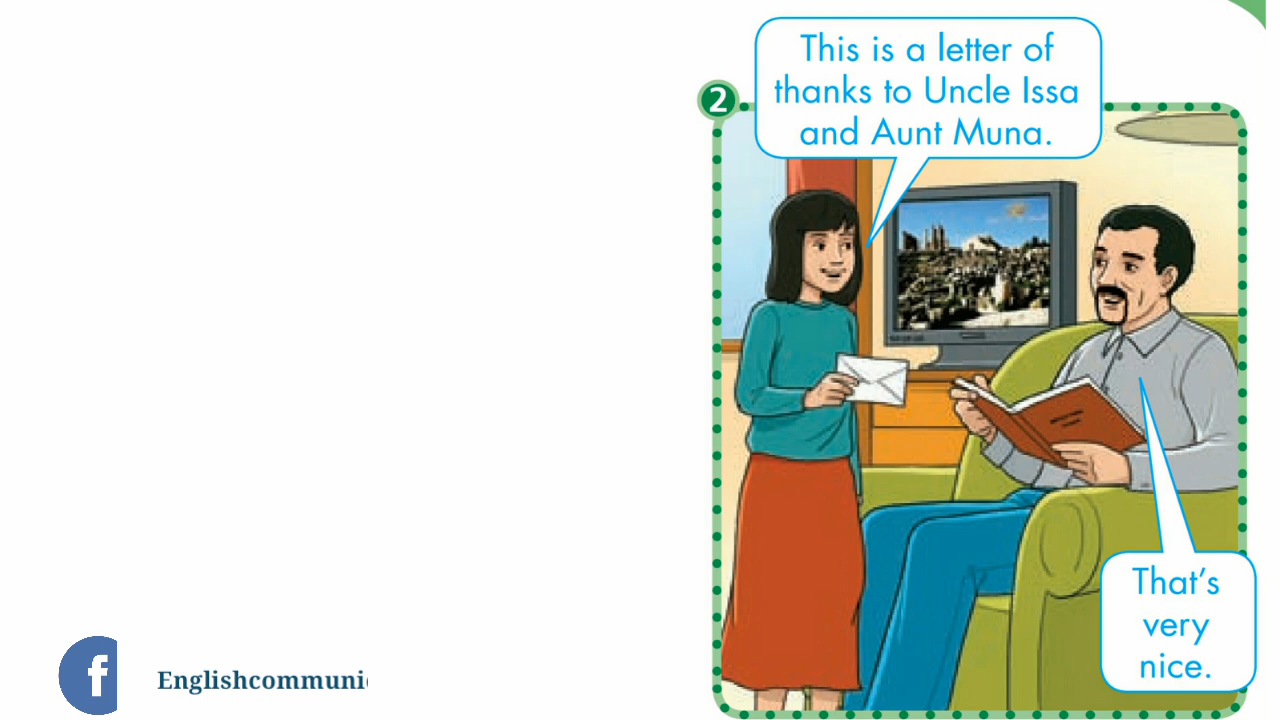 This is a letter of
thanks to Uncle Issa
and Aunt Muna.
2
That's
very
nice.
f
Englishcommuni